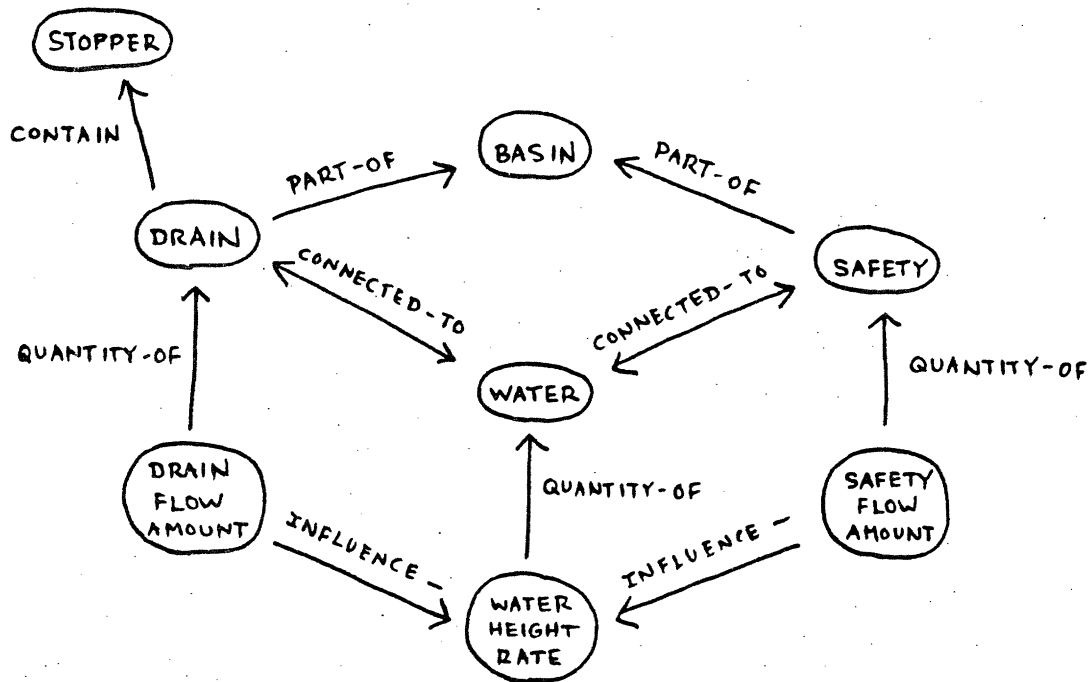 STOPPER
CONTAIN
PART-OF
BASIN
PART-OF
DRAIN
CONNECTED-TO
CONNECTED-TO
SAFETY
QUANTITY-OF
WATER
QUANTITY-OF
DRAIN
FLOW
AMOUNT
QUANTITY-OF
SAFETY
FLOW
AMOUNT
INFLUENCE -
INFLUENCE -
WATER
HEIGHT
RATE